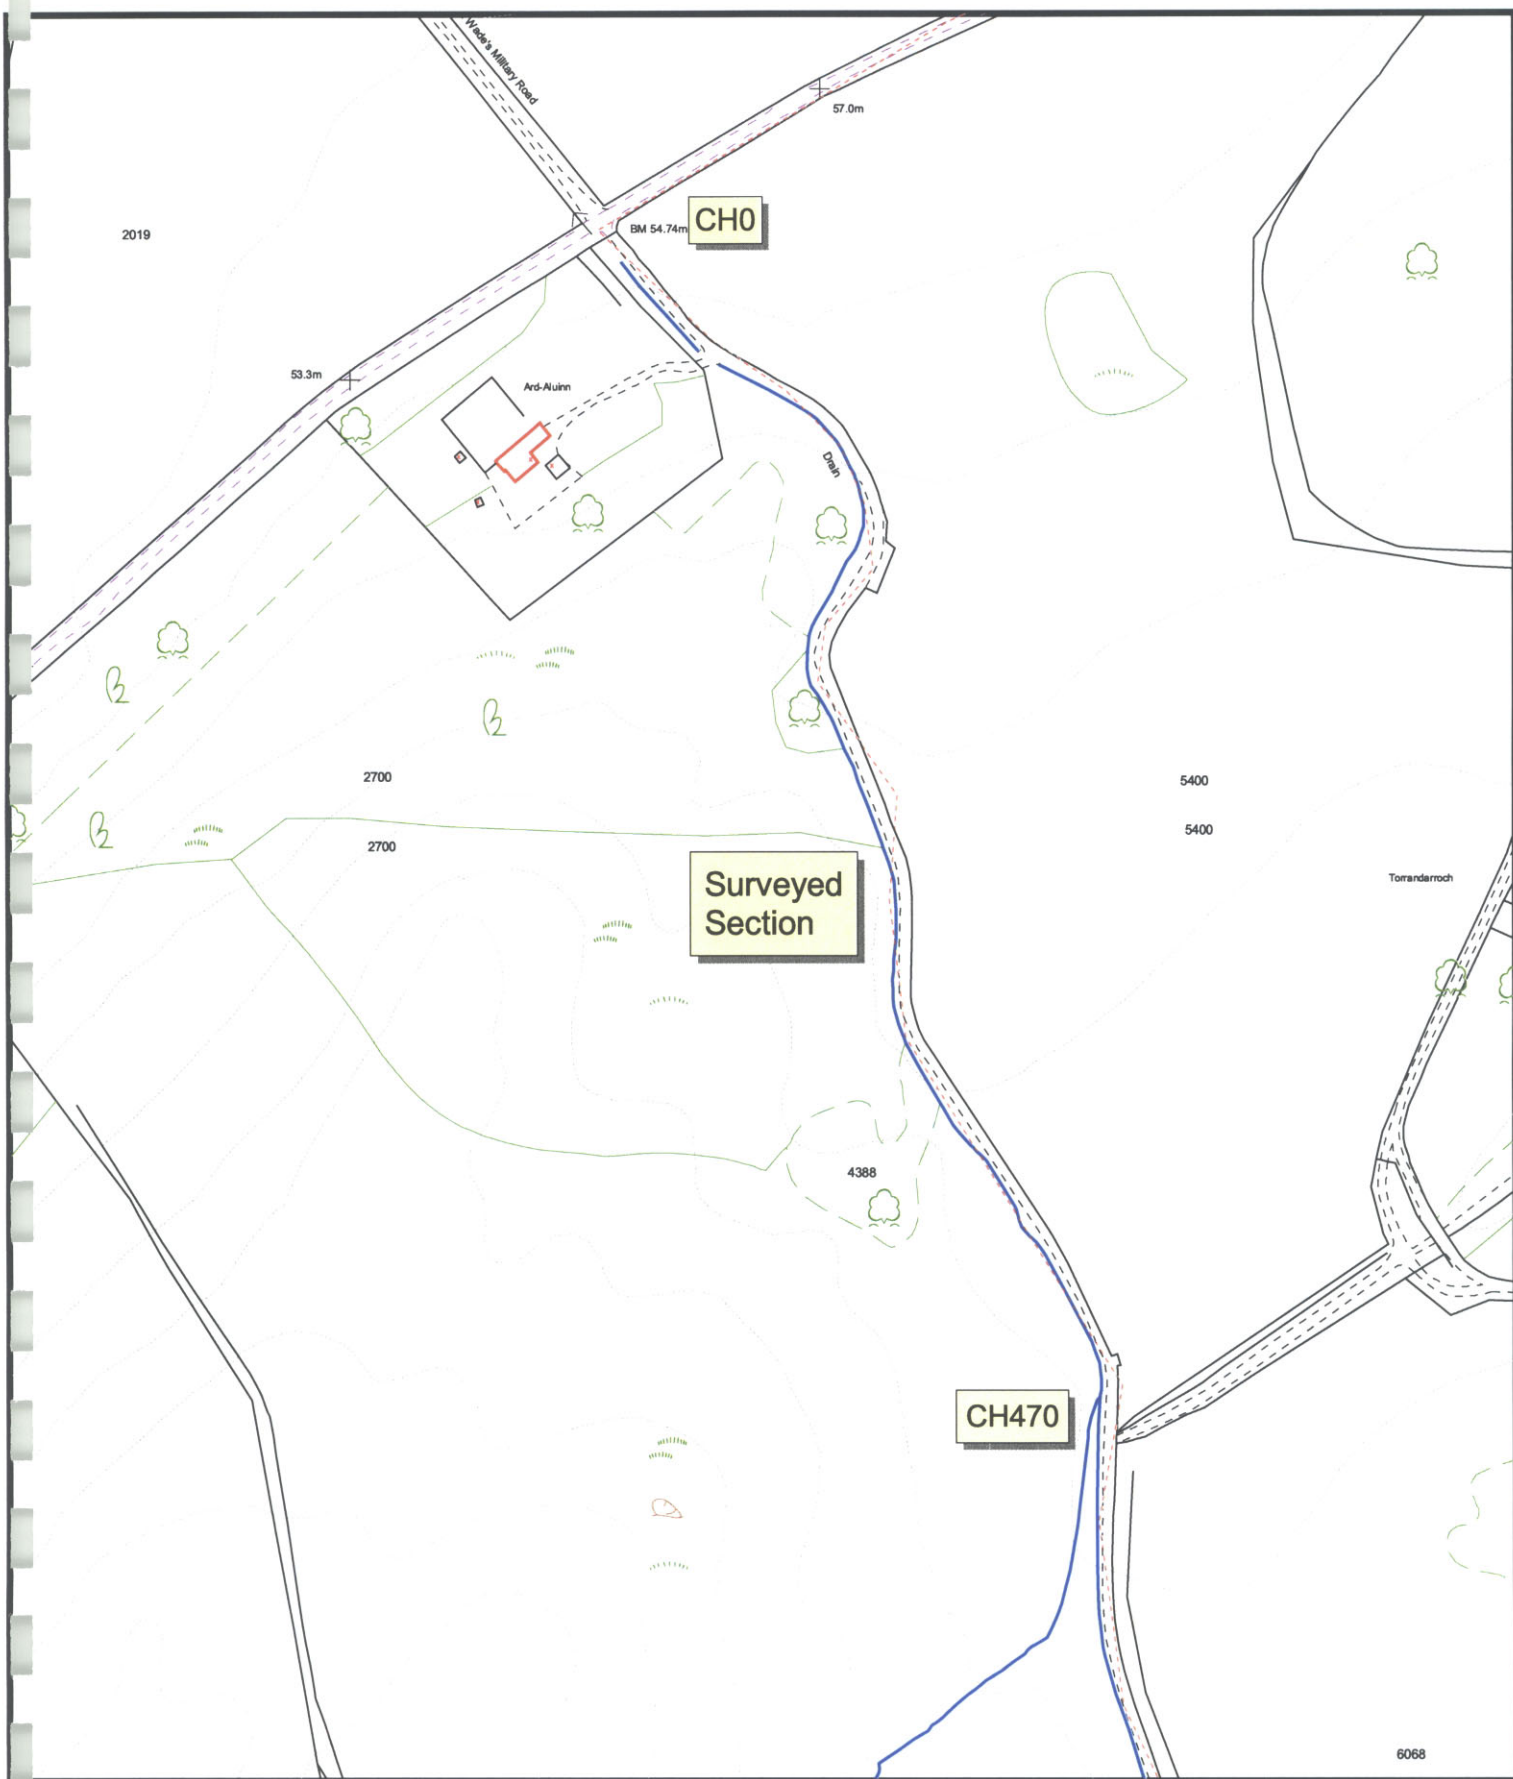 Wade's Military Road
57.0m
CH0
BM 54.74m
2019
53.3m
Ard-Aluinn
Drain
2700
5400
2700
5400
Surveyed
Section
Torrandarroch
4388
CH470
6068